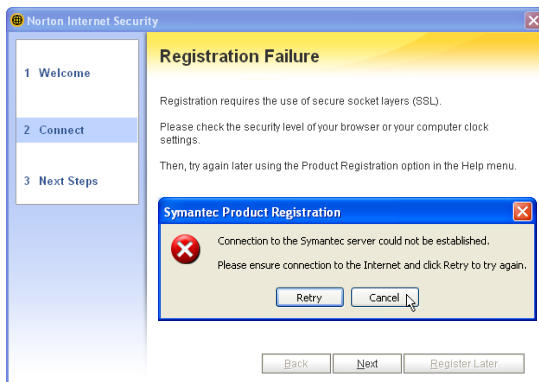 Norton Internet Security
1 Welcome
2 Connect
3 Next Steps
Registration Failure
Registration requires the use of secure socket layers (SSL).
Please check the security level of your browser or your computer clock
settings.
Then, try again later using the Product Registration option in the Help menu.
Symantec Product Registration
Connection to the Symantec server could not be established.
Please ensure connection to the Internet and click Retry to try again.
Retry
Cancel
Back
Next
Register Later